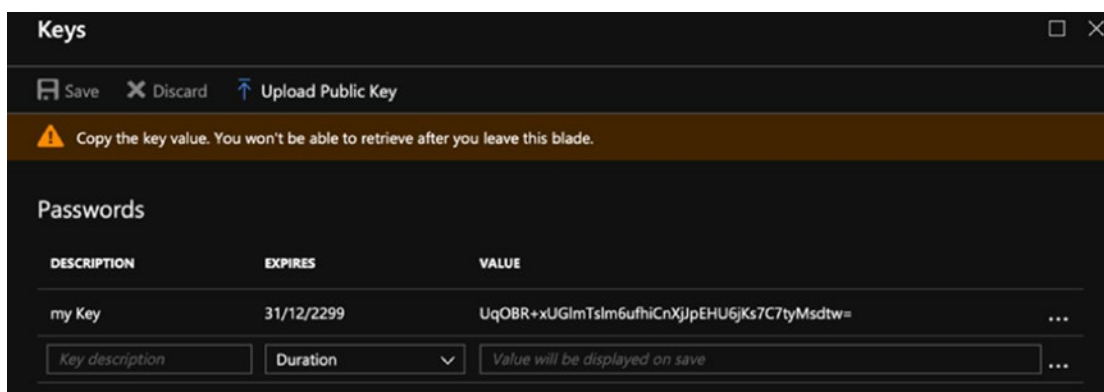 Keys
Save Discard Upload Public Key
Copy the key value. You won't be able to retrieve after you leave this blade.
Passwords
DESCRIPTION EXPIRES VALUE
my Key 31/12/2299 UqOBR+xUGlmTslm6ufhiCnXjJpEHU6jKs7C7tyMsdtw=
Key description Duration Value will be displayed on save